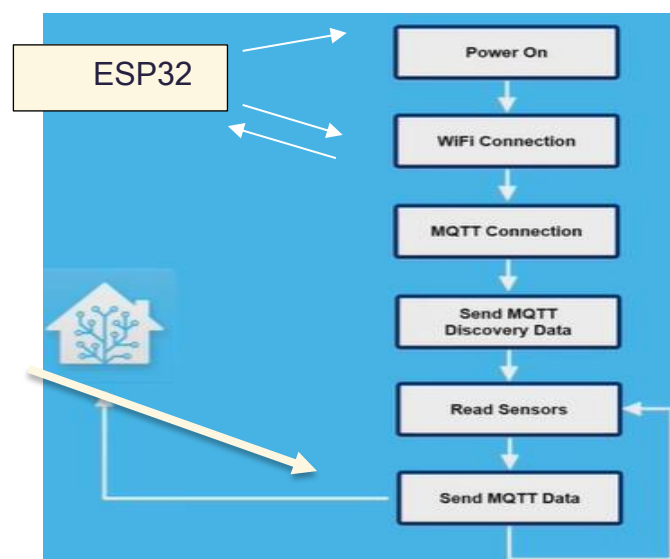 ESP32
Power On
WiFi Connection
MQTT Connection
Send MQTT
Discovery Data
Read Sensors
Send MQTT Data